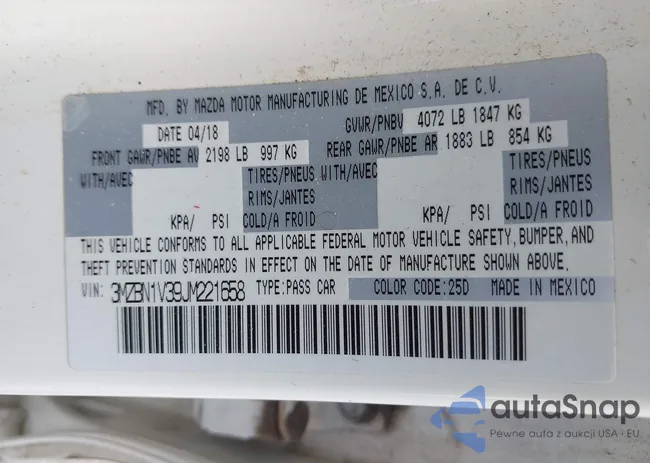 MFD. BY MAZDA MOTOR MANUFACTURING DE MEXICO S.A. DE C.V.
DATE 04/18 GVWR/PNBV 4072 LB 1847 KG
FRONT GAWR/PNBE AV 2198 LB 997 KG REAR GAWR/PNBE AR 1883 LB 854 KG
WITH/AVEC TIRES/PNEUS WITH/AVEC TIRES/PNEUS
RIMS/JANTES RIMS/JANTES
KPA/ PSI COLD/A FROID KPA/ PSI COLD/A FROID
THIS VEHICLE CONFORMS TO ALL APPLICABLE FEDERAL MOTOR VEHICLE SAFETY, BUMPER, AND
THEFT PREVENTION STANDARDS IN EFFECT ON THE DATE OF MANUFACTURE SHOWN ABOVE.
VIN: 3MZBN1V39JM221658 TYPE:PASS CAR COLOR CODE:25D MADE IN MEXICO
autaSnap
Pewne auta z aukcji USA i EU